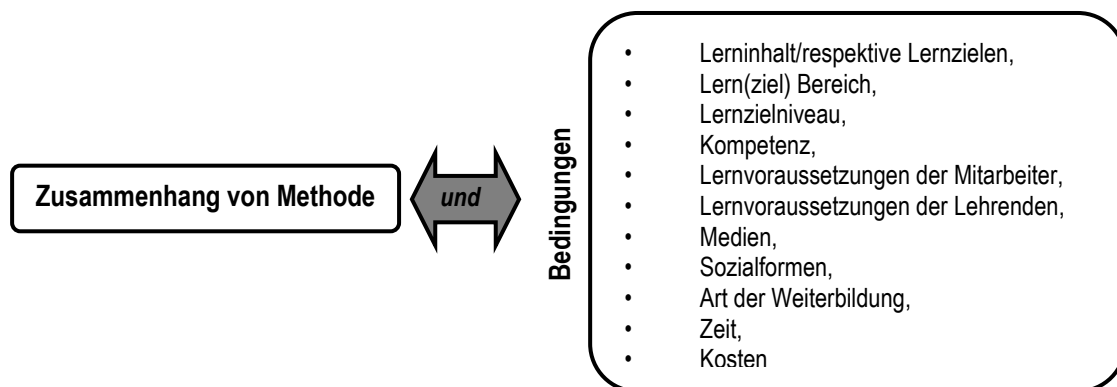 Zusammenhang von Methode
und
Bedingungen
• Lerninhalt/respektive Lernzielen,
• Lern(ziel) Bereich,
• Lernzielniveau,
• Kompetenz,
• Lernvoraussetzungen der Mitarbeiter,
• Lernvoraussetzungen der Lehrenden,
• Medien,
• Sozialformen,
• Art der Weiterbildung,
• Zeit,
• Kosten